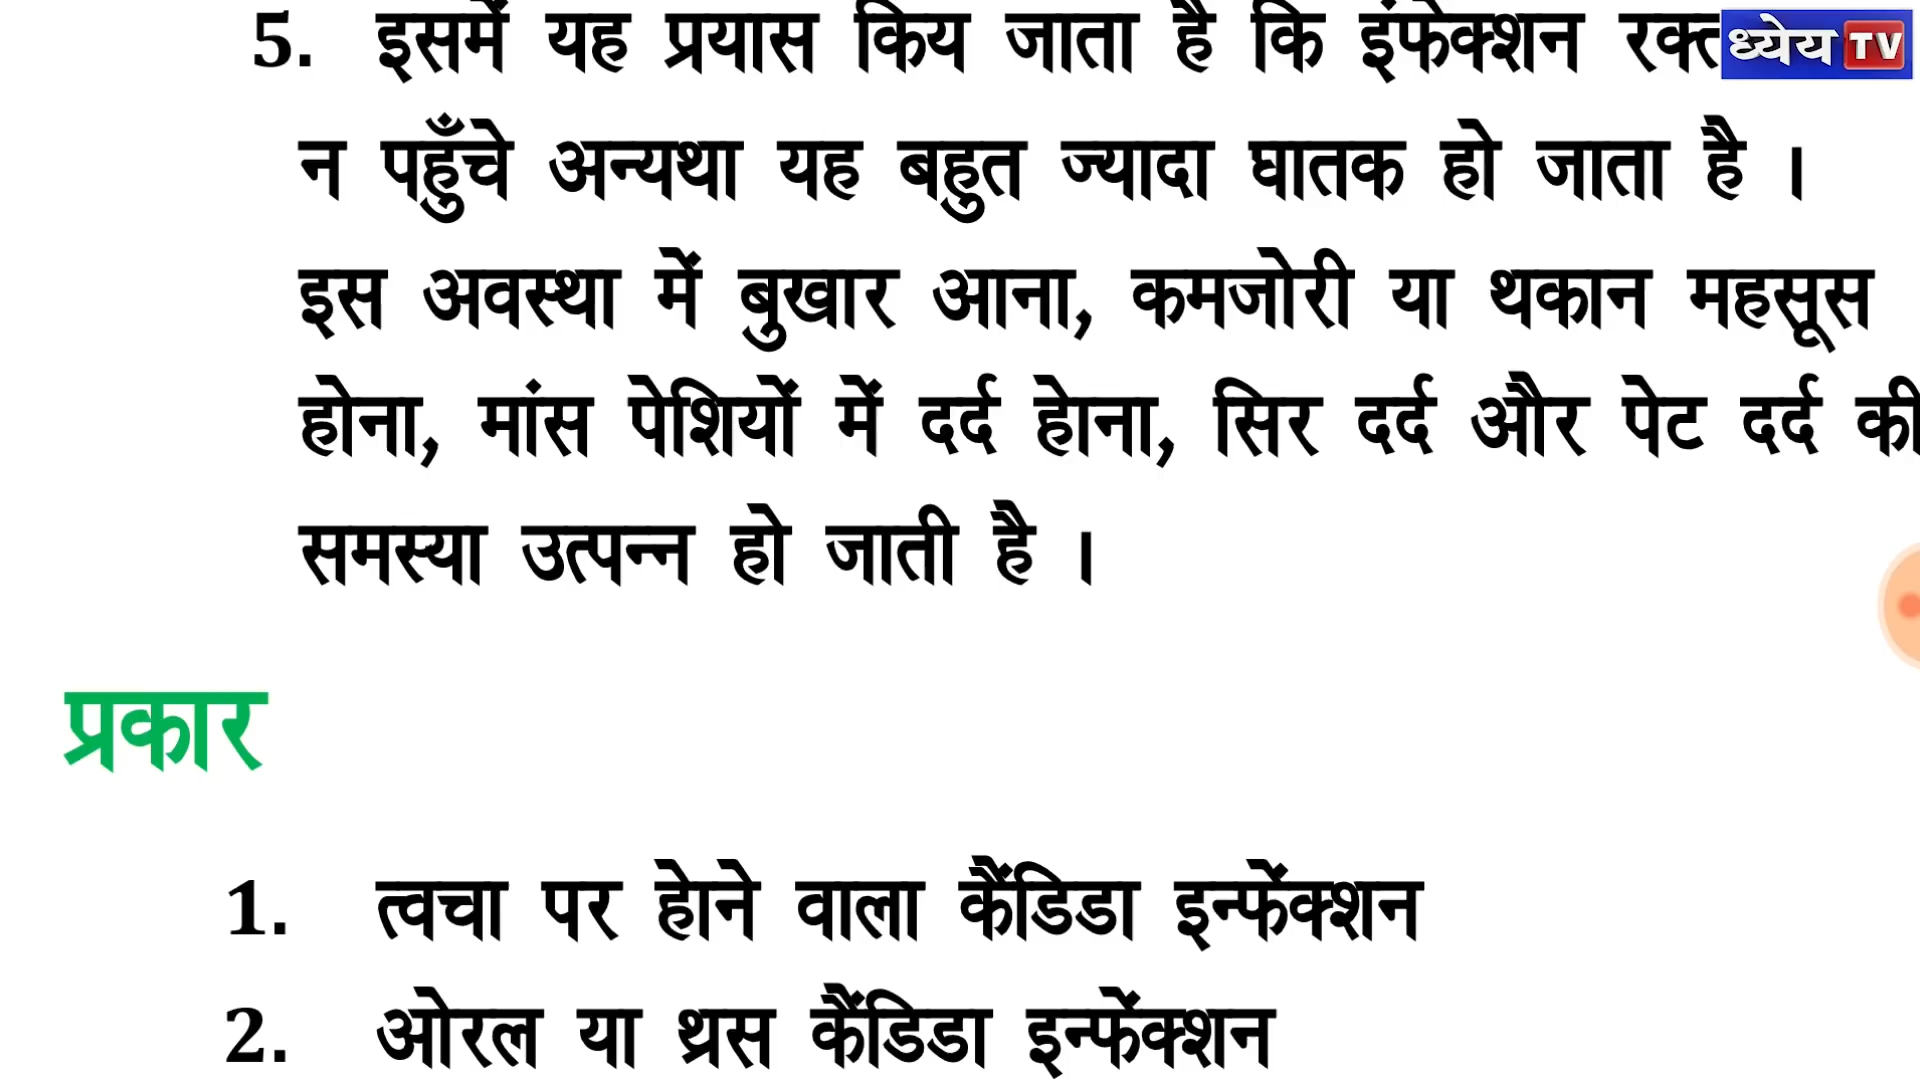 5. इसमें यह प्रयास किय जाता है कि इंफेक्शन रक्त
ध्येय TV
न पहुँचे अन्यथा यह बहुत ज्यादा घातक हो जाता है ।
इस अवस्था में बुखार आना, कमजोरी या थकान महसूस
होना, मांस पेशियों में दर्द हेाना, सिर दर्द और पेट दर्द की
समस्या उत्पन्न हो जाती है ।
प्रकार
1. त्वचा पर हेाने वाला कैंडिडा इन्फेंक्शन
2. ओरल या थ्रस कैंडिडा इन्फेंक्शन